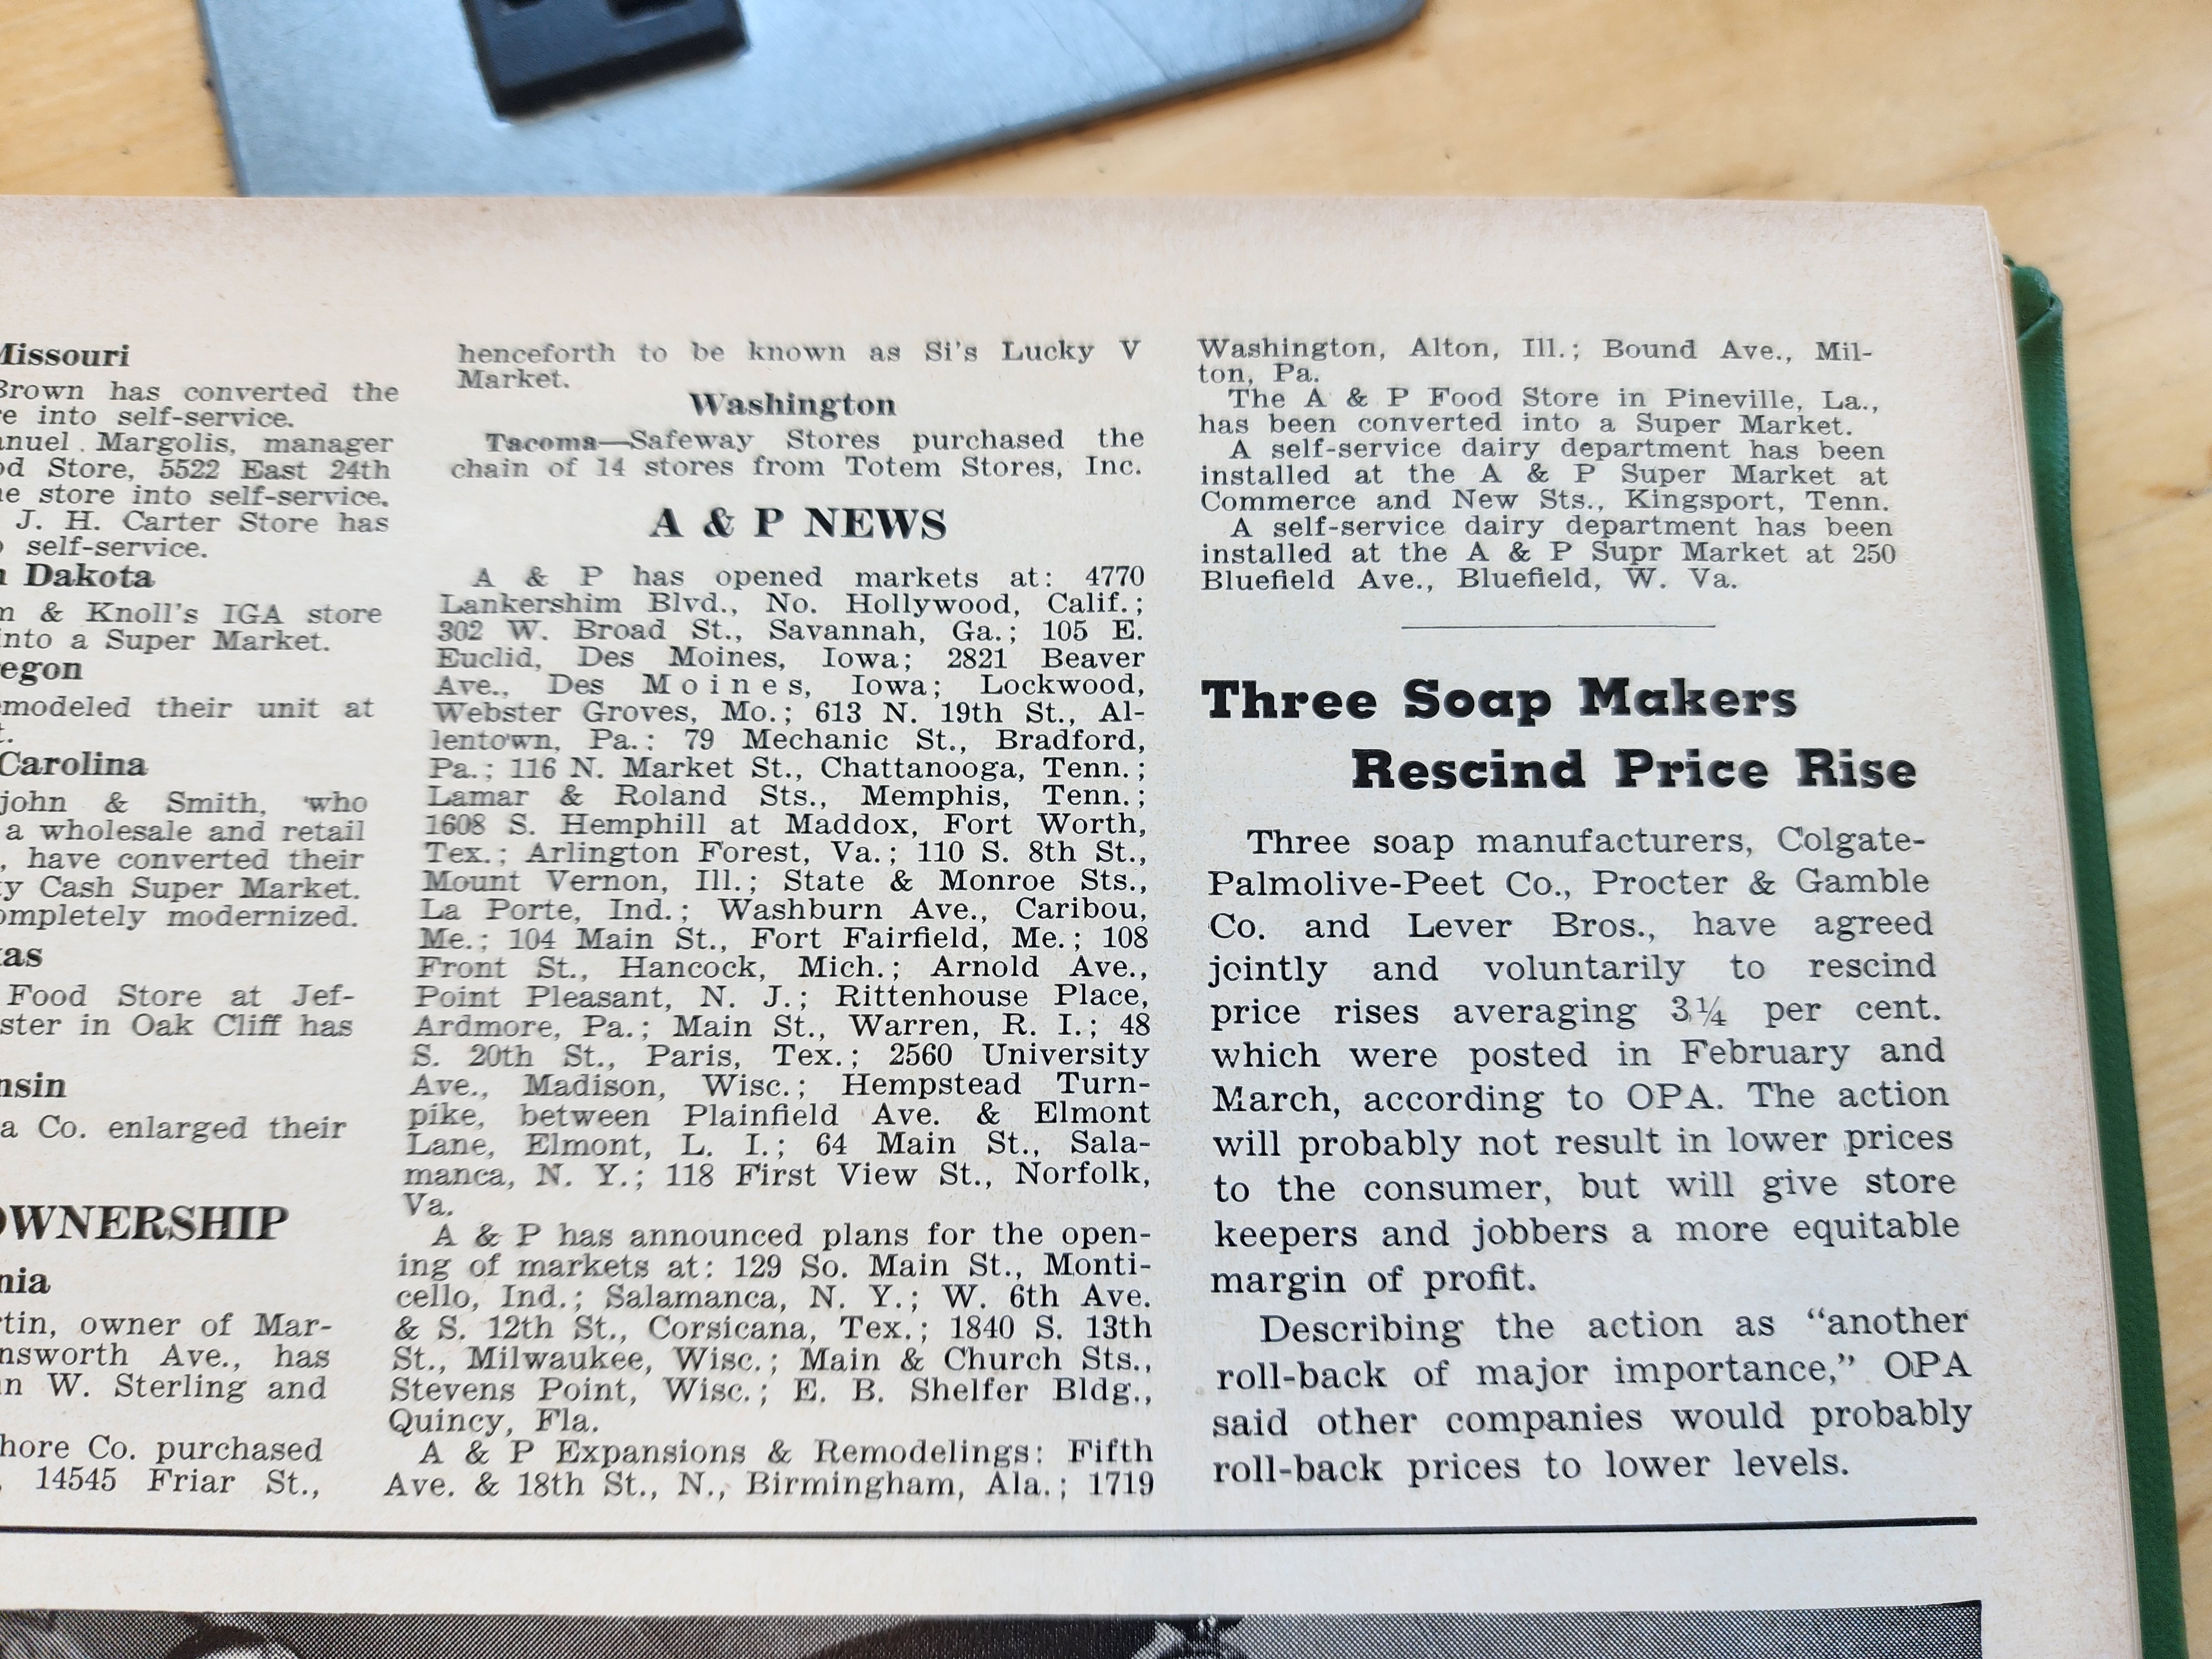 Missouri
Brown has converted the
re into self-service.
anuel Margolis, manager
od Store, 5522 East 24th
he store into self-service.
J. H. Carter Store has
o self-service.
Dakota
n & Knoll's IGA store
into a Super Market.
regon
emodeled their unit at
t.
Carolina
john & Smith, who
a wholesale and retail
, have converted their
ty Cash Super Market.
ompletely modernized.
xas
Food Store at Jef-
ster in Oak Cliff has
nsin
a Co. enlarged their
OWNERSHIP
nia
rtin, owner of Mar-
nsworth Ave., has
an W. Sterling and
hore Co. purchased
, 14545 Friar St.,
henceforth to be known as Si's Lucky V
Market.
Washington
Tacoma—Safeway Stores purchased the
chain of 14 stores from Totem Stores, Inc.
A & P NEWS
A & P has opened markets at: 4770
Lankershim Blvd., No. Hollywood, Calif.;
302 W. Broad St., Savannah, Ga.; 105 E.
Euclid, Des Moines, Iowa; 2821 Beaver
Ave., Des Moines, Iowa; Lockwood,
Webster Groves, Mo.; 613 N. 19th St., Al-
lentown, Pa.: 79 Mechanic St., Bradford,
Pa.; 116 N. Market St., Chattanooga, Tenn.;
Lamar & Roland Sts., Memphis, Tenn.;
1608 S. Hemphill at Maddox, Fort Worth,
Tex.; Arlington Forest, Va.; 110 S. 8th St.,
Mount Vernon, Ill.; State & Monroe Sts.,
La Porte, Ind.; Washburn Ave., Caribou,
Me.; 104 Main St., Fort Fairfield, Me.; 108
Front St., Hancock, Mich.; Arnold Ave.,
Point Pleasant, N. J.; Rittenhouse Place,
Ardmore, Pa.; Main St., Warren, R. I.; 48
S. 20th St., Paris, Tex.; 2560 University
Ave., Madison, Wisc.; Hempstead Turn-
pike, between Plainfield Ave. & Elmont
Lane, Elmont, L. I.; 64 Main St., Sala-
manca, N. Y.; 118 First View St., Norfolk,
Va.
A & P has announced plans for the open-
ing of markets at: 129 So. Main St., Monti-
cello, Ind.; Salamanca, N. Y.; W. 6th Ave.
& S. 12th St., Corsicana, Tex.; 1840 S. 13th
St., Milwaukee, Wisc.; Main & Church Sts.,
Stevens Point, Wisc.; E. B. Shelfer Bldg.,
Quincy, Fla.
A & P Expansions & Remodelings: Fifth
Ave. & 18th St., N., Birmingham, Ala.; 1719
Washington, Alton, Ill.; Bound Ave., Mil-
ton, Pa.
The A & P Food Store in Pineville, La.,
has been converted into a Super Market.
A self-service dairy department has been
installed at the A & P Super Market at
Commerce and New Sts., Kingsport, Tenn.
A self-service dairy department has been
installed at the A & P Supr Market at 250
Bluefield Ave., Bluefield, W. Va.
Three Soap Makers
Rescind Price Rise
Three soap manufacturers, Colgate-
Palmolive-Peet Co., Procter & Gamble
Co. and Lever Bros., have agreed
jointly and voluntarily to rescind
price rises averaging 3¼ per cent.
which were posted in February and
March, according to OPA. The action
will probably not result in lower prices
to the consumer, but will give store
keepers and jobbers a more equitable
margin of profit.
Describing the action as “another
roll-back of major importance,” OPA
said other companies would probably
roll-back prices to lower levels.